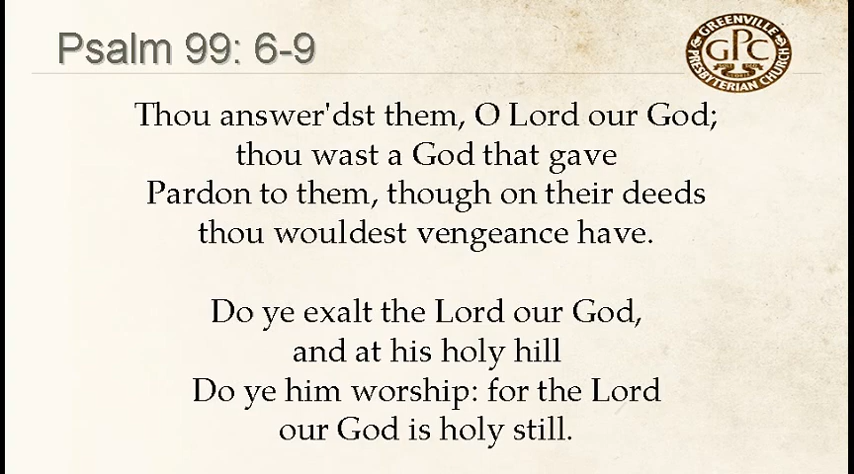 Psalm 99: 6-9
GREENVILLE
GPC
PRESBYTERIAN CHURCH
Thou answer'dst them, O Lord our God;
thou wast a God that gave
Pardon to them, though on their deeds
thou wouldest vengeance have.
Do ye exalt the Lord our God,
and at his holy hill
Do ye him worship: for the Lord
our God is holy still.